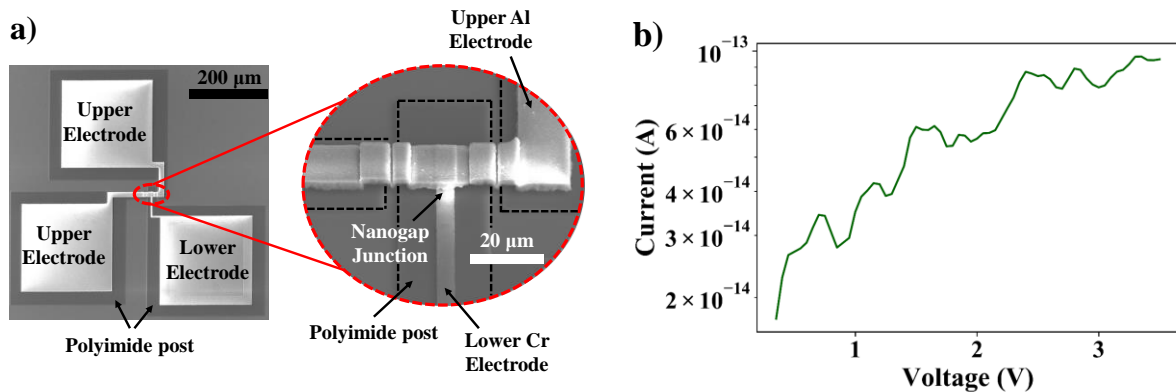 a)
200 μm
Upper
Electrode
Upper
Electrode
Lower
Electrode
Polyimide post
Upper Al
Electrode
Nanogap
Junction
20 μm
Polyimide post
Lower Cr
Electrode
b)
10⁻¹³
6 × 10⁻¹⁴
4 × 10⁻¹⁴
3 × 10⁻¹⁴
2 × 10⁻¹⁴
Current (A)
1 2 3
Voltage (V)